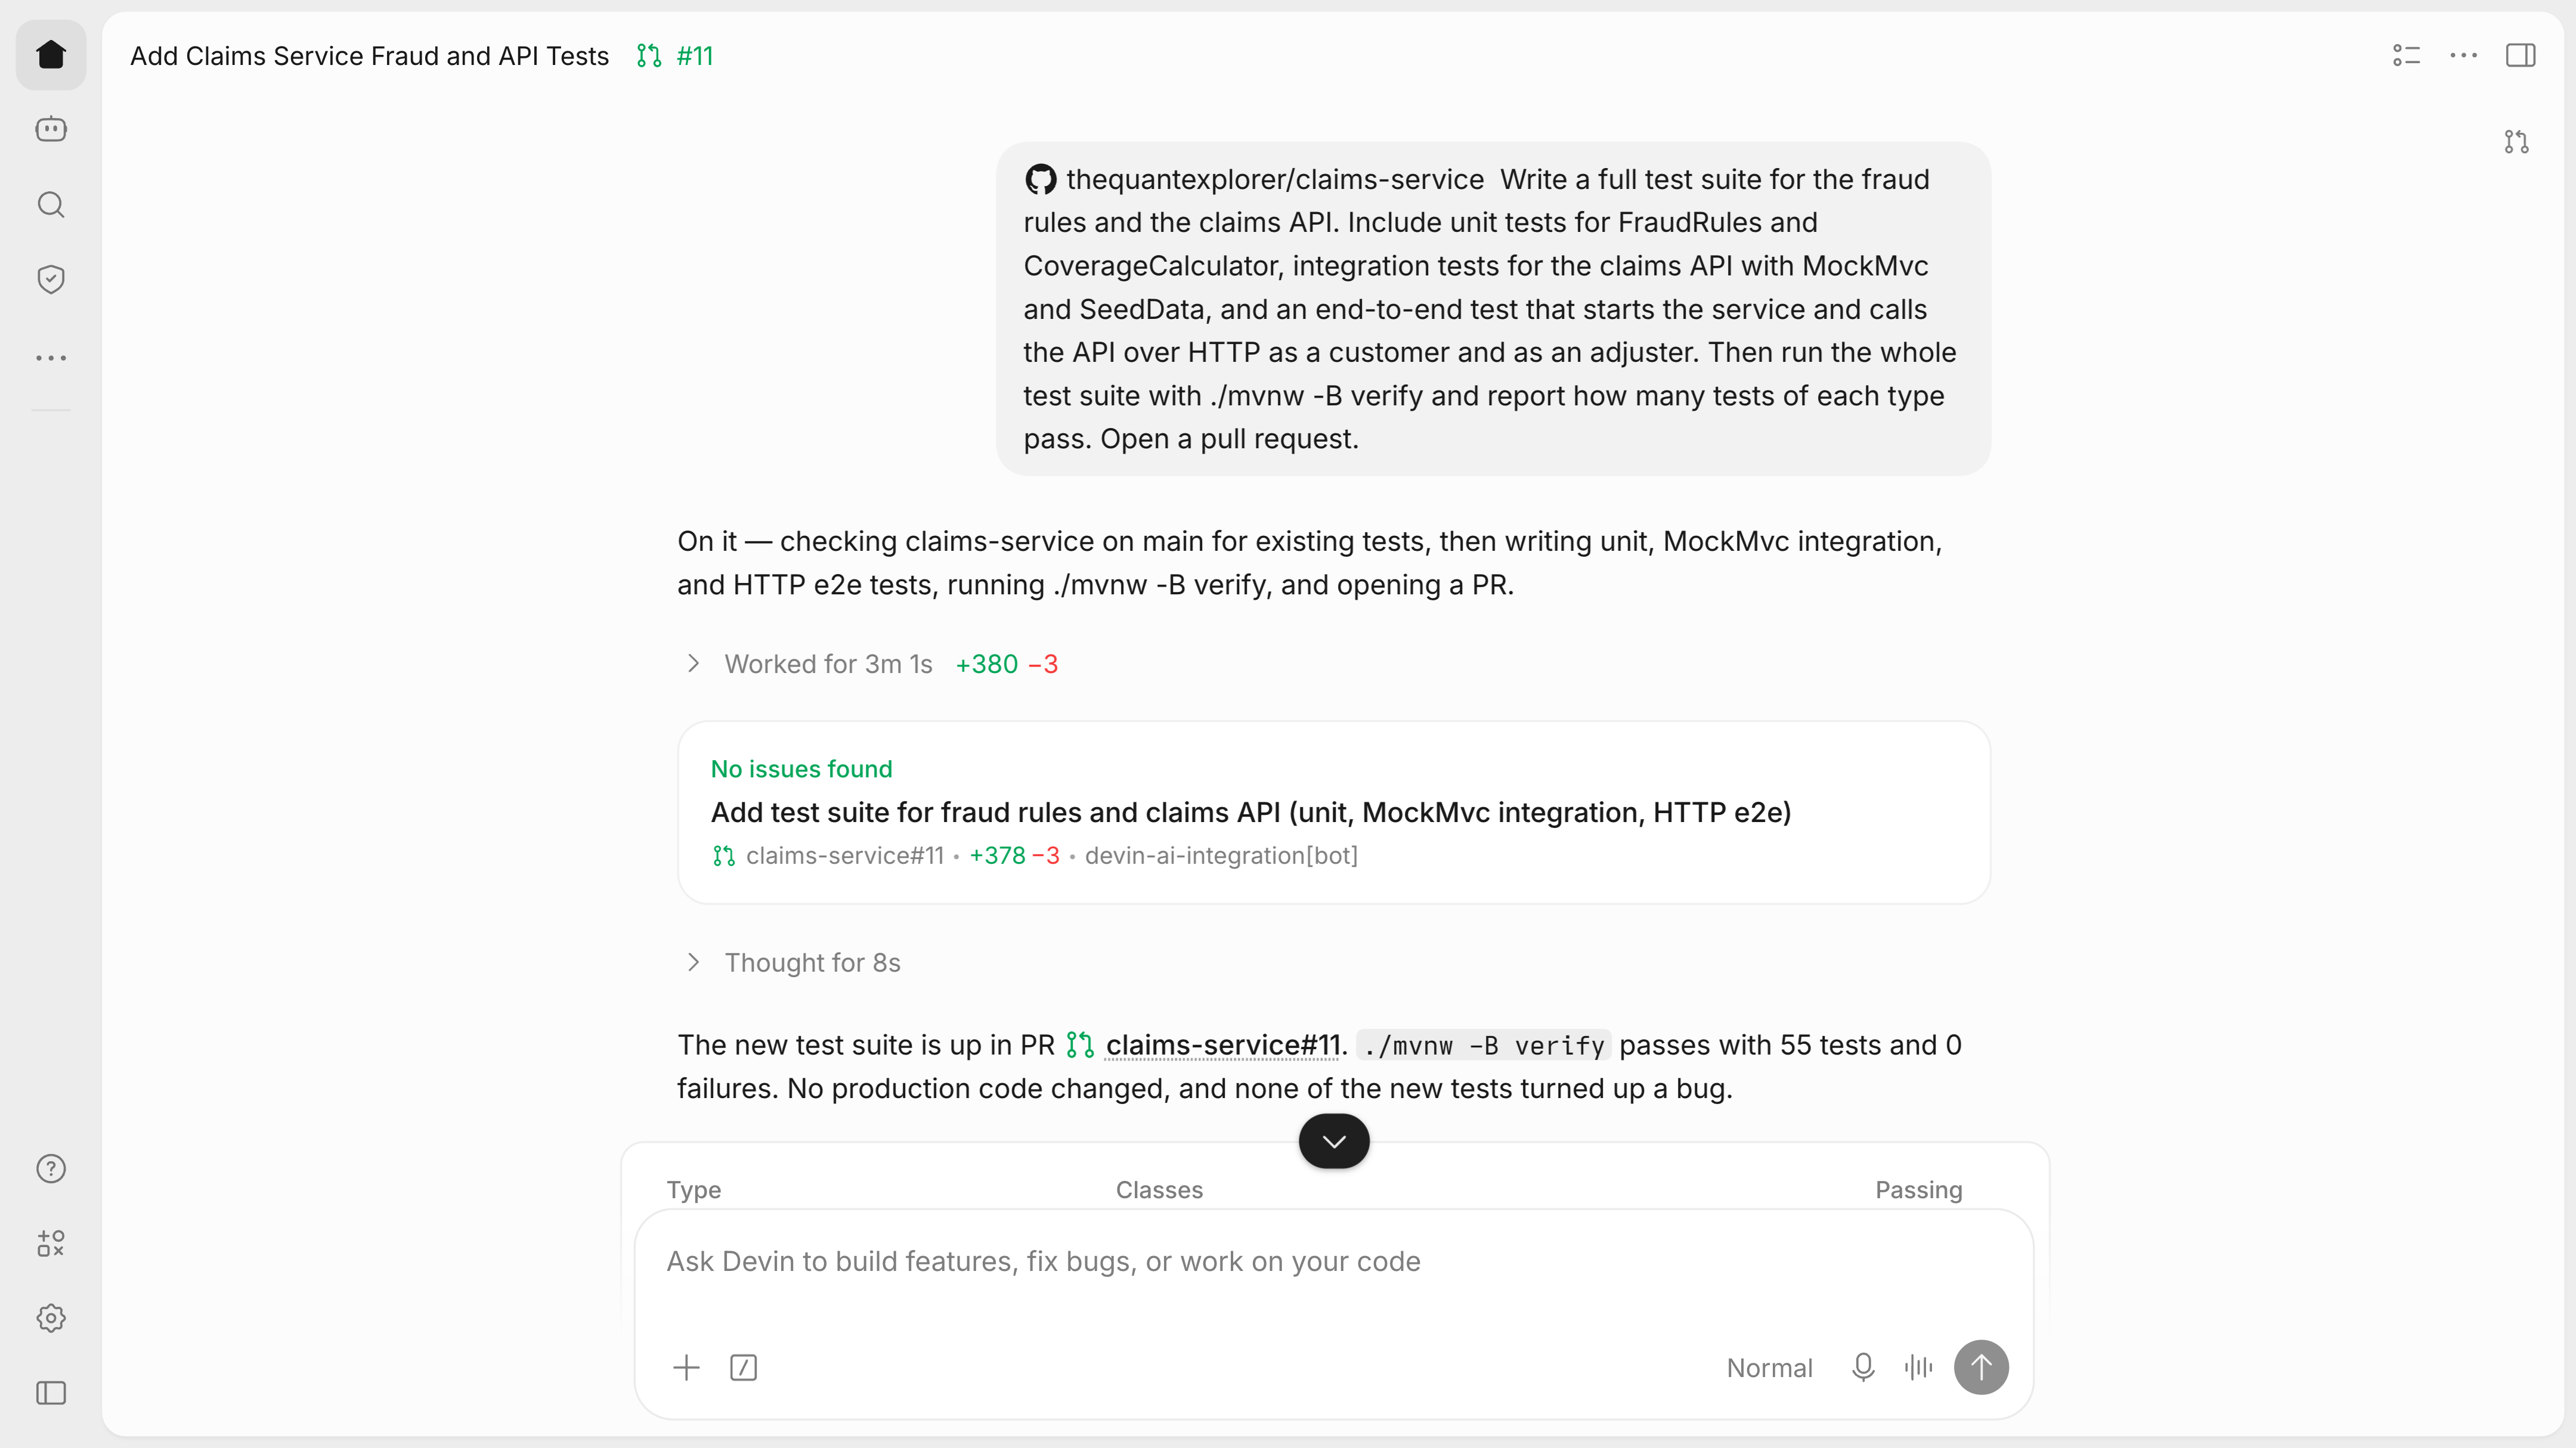 Add Claims Service Fraud and API Tests #11
thequantexplorer/claims-service Write a full test suite for the fraud
rules and the claims API. Include unit tests for FraudRules and
CoverageCalculator, integration tests for the claims API with MockMvc
and SeedData, and an end-to-end test that starts the service and calls
the API over HTTP as a customer and as an adjuster. Then run the whole
test suite with ./mvnw -B verify and report how many tests of each type
pass. Open a pull request.
On it — checking claims-service on main for existing tests, then writing unit, MockMvc integration,
and HTTP e2e tests, running ./mvnw -B verify, and opening a PR.
Worked for 3m 1s +380 −3
No issues found
Add test suite for fraud rules and claims API (unit, MockMvc integration, HTTP e2e)
claims-service#11 • +378 −3 • devin-ai-integration[bot]
Thought for 8s
The new test suite is up in PR claims-service#11. ./mvnw -B verify passes with 55 tests and 0
failures. No production code changed, and none of the new tests turned up a bug.
Type Classes Passing
Ask Devin to build features, fix bugs, or work on your code
Normal